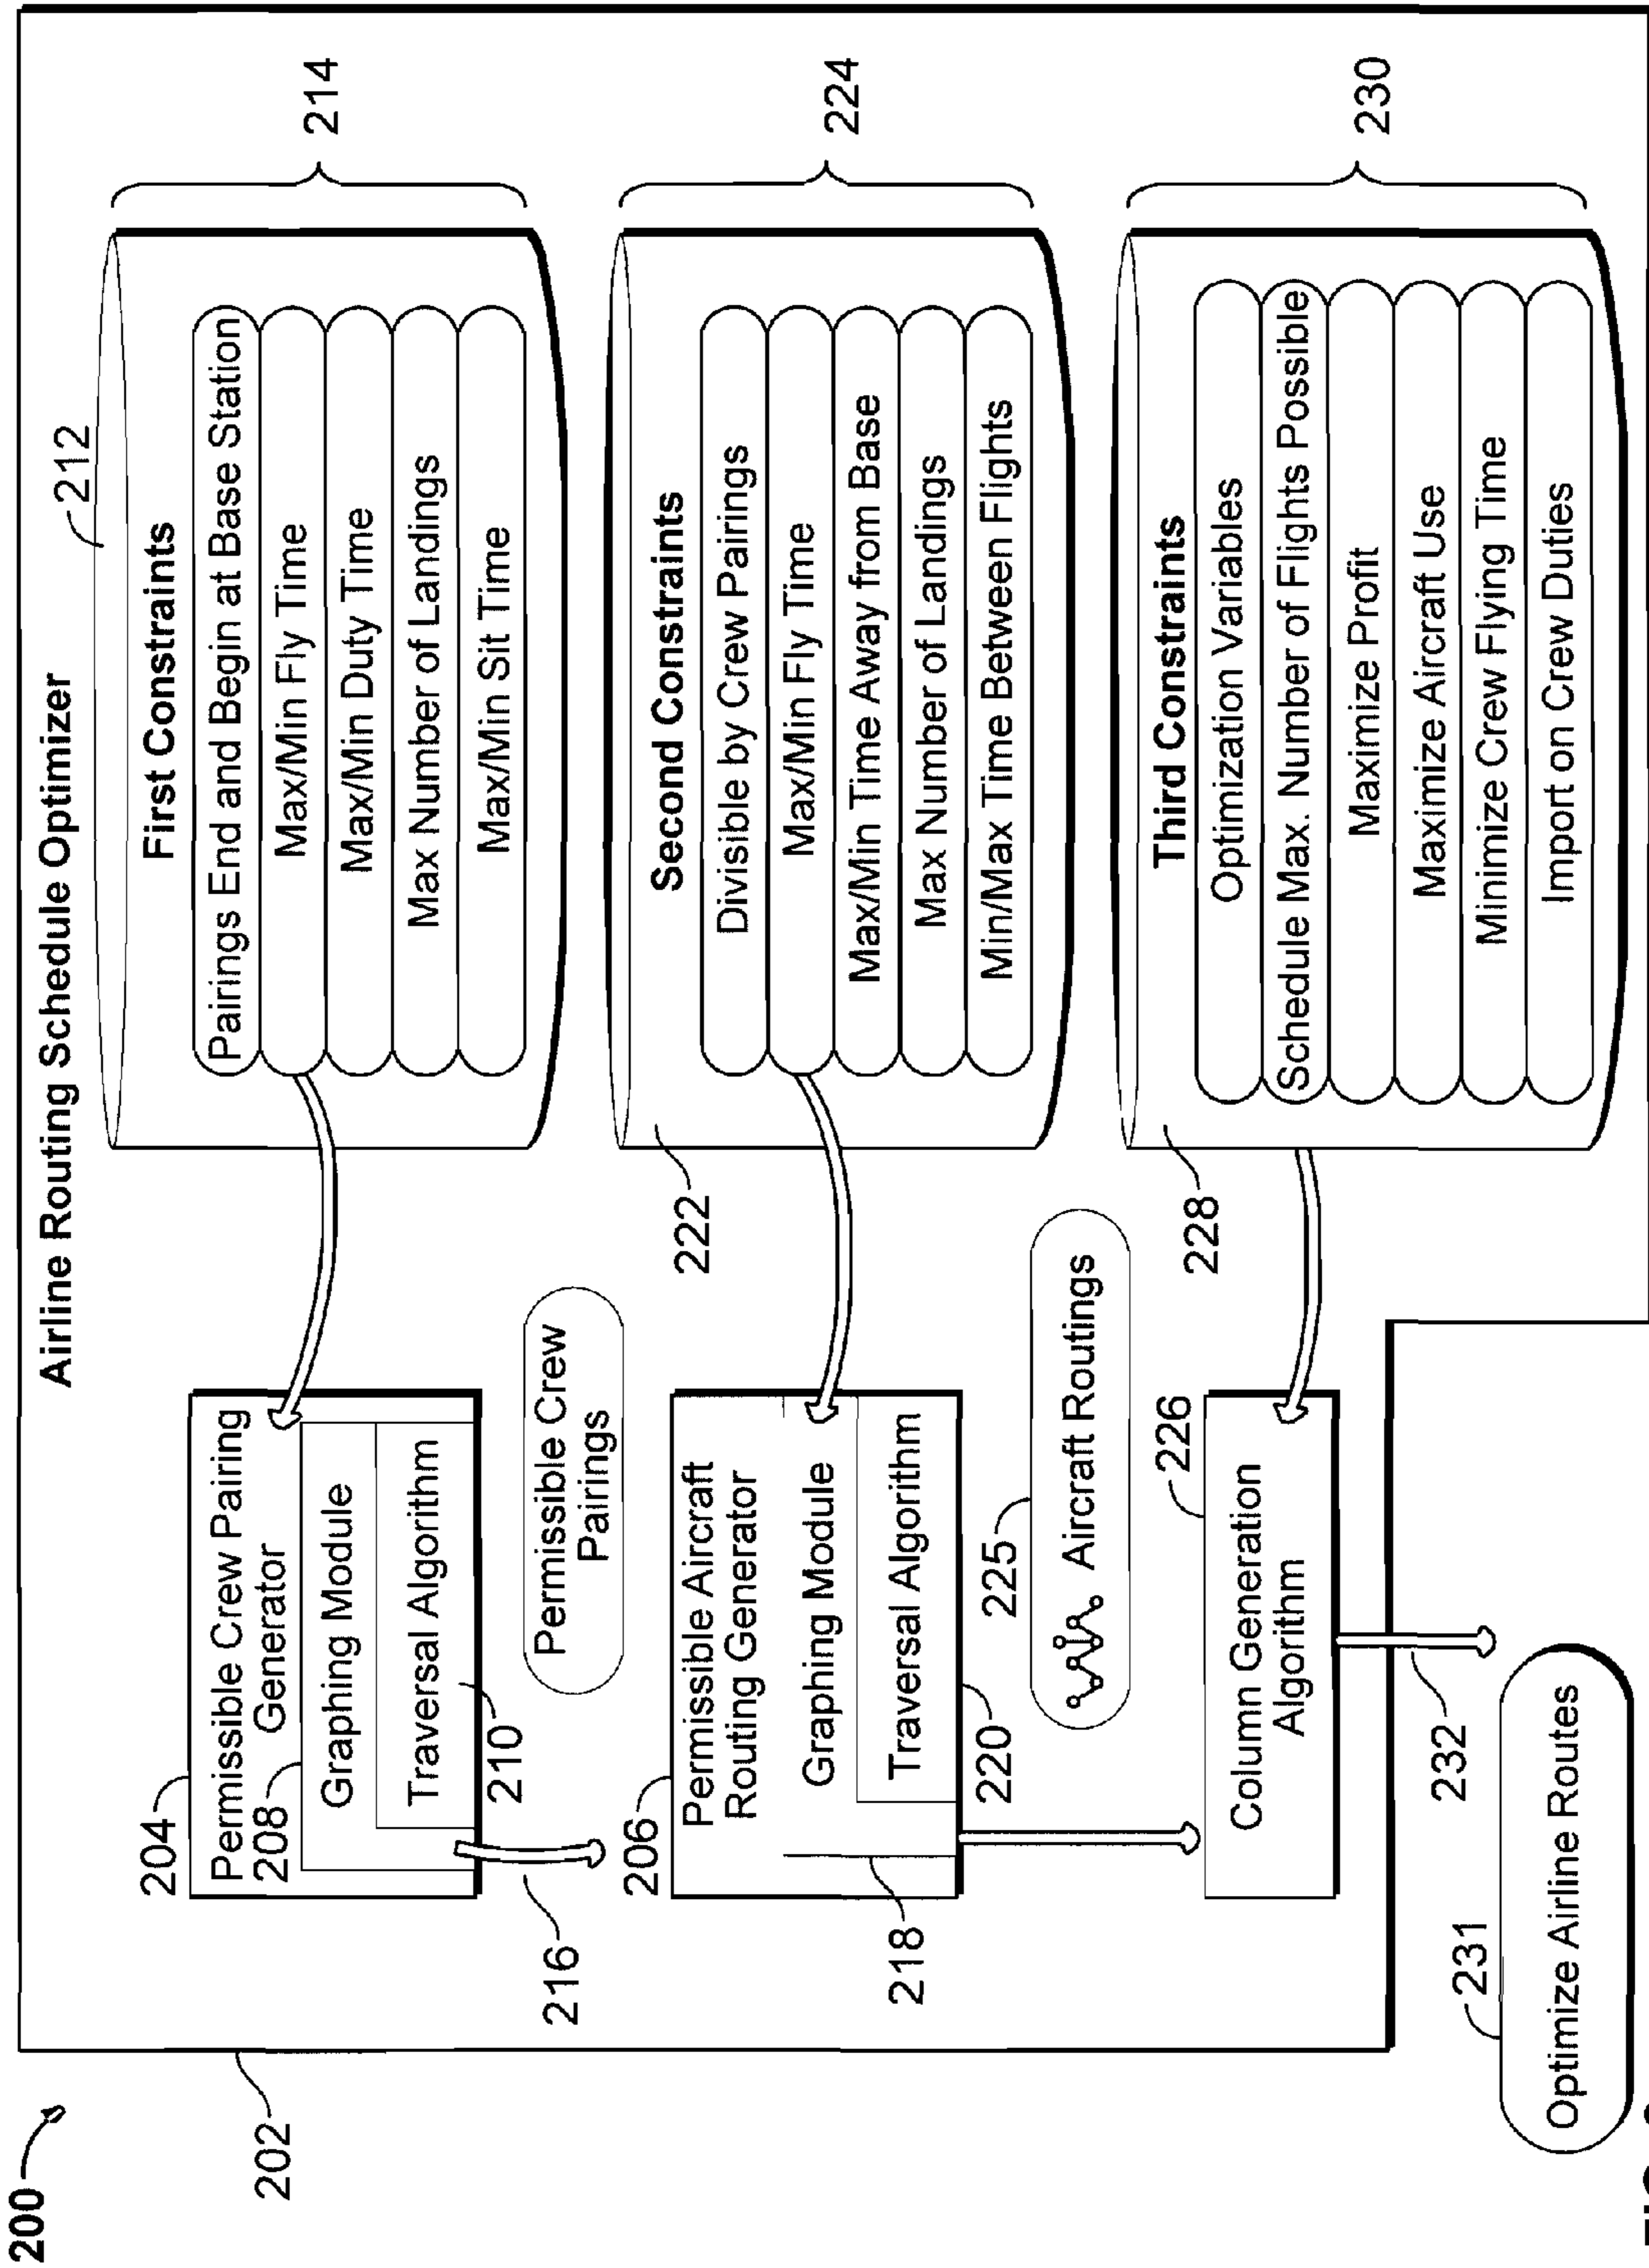 200
202
Airline Routing Schedule Optimizer
204
Permissible Crew Pairing
Generator
208
Graphing Module
Traversal Algorithm
210
216
Permissible Crew
Pairings
212
First Constraints
Pairings End and Begin at Base Station
Max/Min Fly Time
Max/Min Duty Time
Max Number of Landings
Max/Min Sit Time
214
206
Permissible Aircraft
Routing Generator
Graphing Module
Traversal Algorithm
218
220
222
Second Constraints
Divisible by Crew Pairings
Max/Min Fly Time
Max/Min Time Away from Base
Max Number of Landings
Min/Max Time Between Flights
224
225
Aircraft Routings
226
Column Generation
Algorithm
228
Third Constraints
Optimization Variables
Schedule Max. Number of Flights Possible
Maximize Profit
Maximize Aircraft Use
Minimize Crew Flying Time
Import on Crew Duties
230
231
232
Optimize Airline Routes